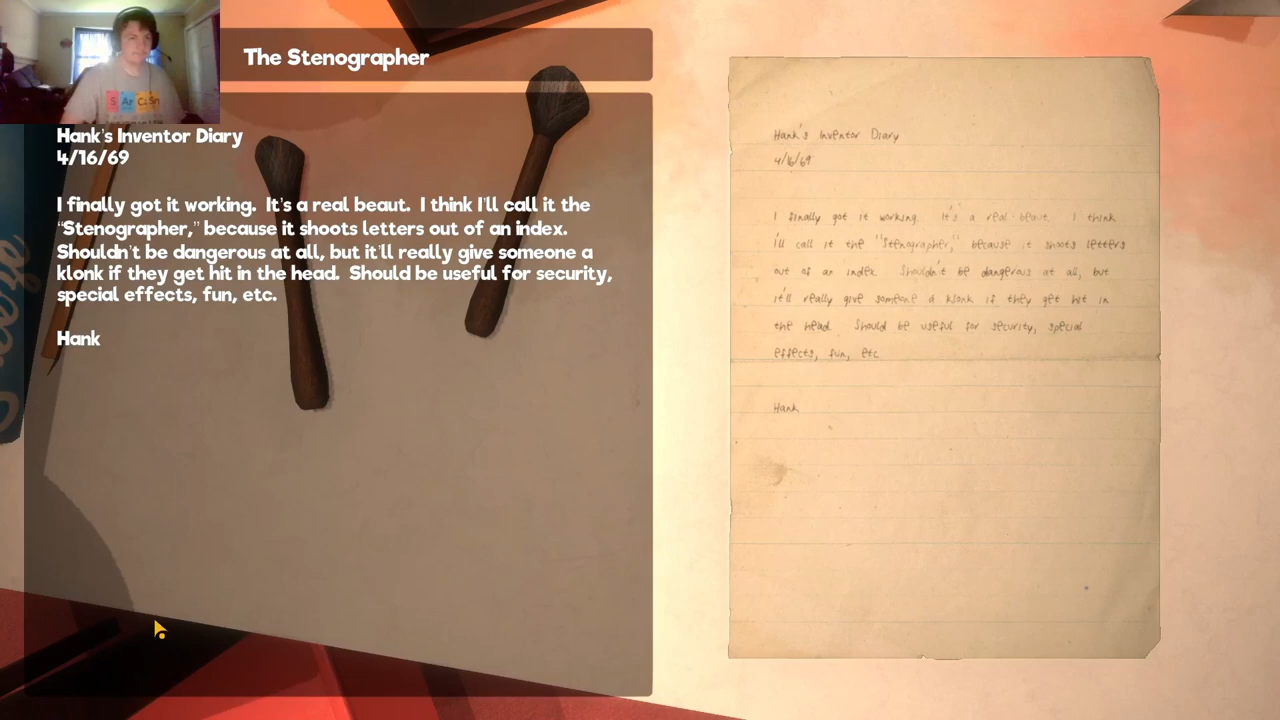 The Stenographer
S Ar Ca Sn
Hank's Inventor Diary
4/16/69
I finally got it working. It's a real beaut. I think I'll call it the
“Stenographer,” because it shoots letters out of an index.
Shouldn't be dangerous at all, but it'll really give someone a
klonk if they get hit in the head. Should be useful for security,
special effects, fun, etc.
Hank
Hank's Inventor Diary
4/16/69
I finally got it working. It's a real beaut. I think
I'll call it the "Stenographer," because it shoots letters
out of an index. Shouldn't be dangerous at all, but
it'll really give someone a klonk if they get hit in
the head. Should be useful for security, special
effects, fun, etc
Hank